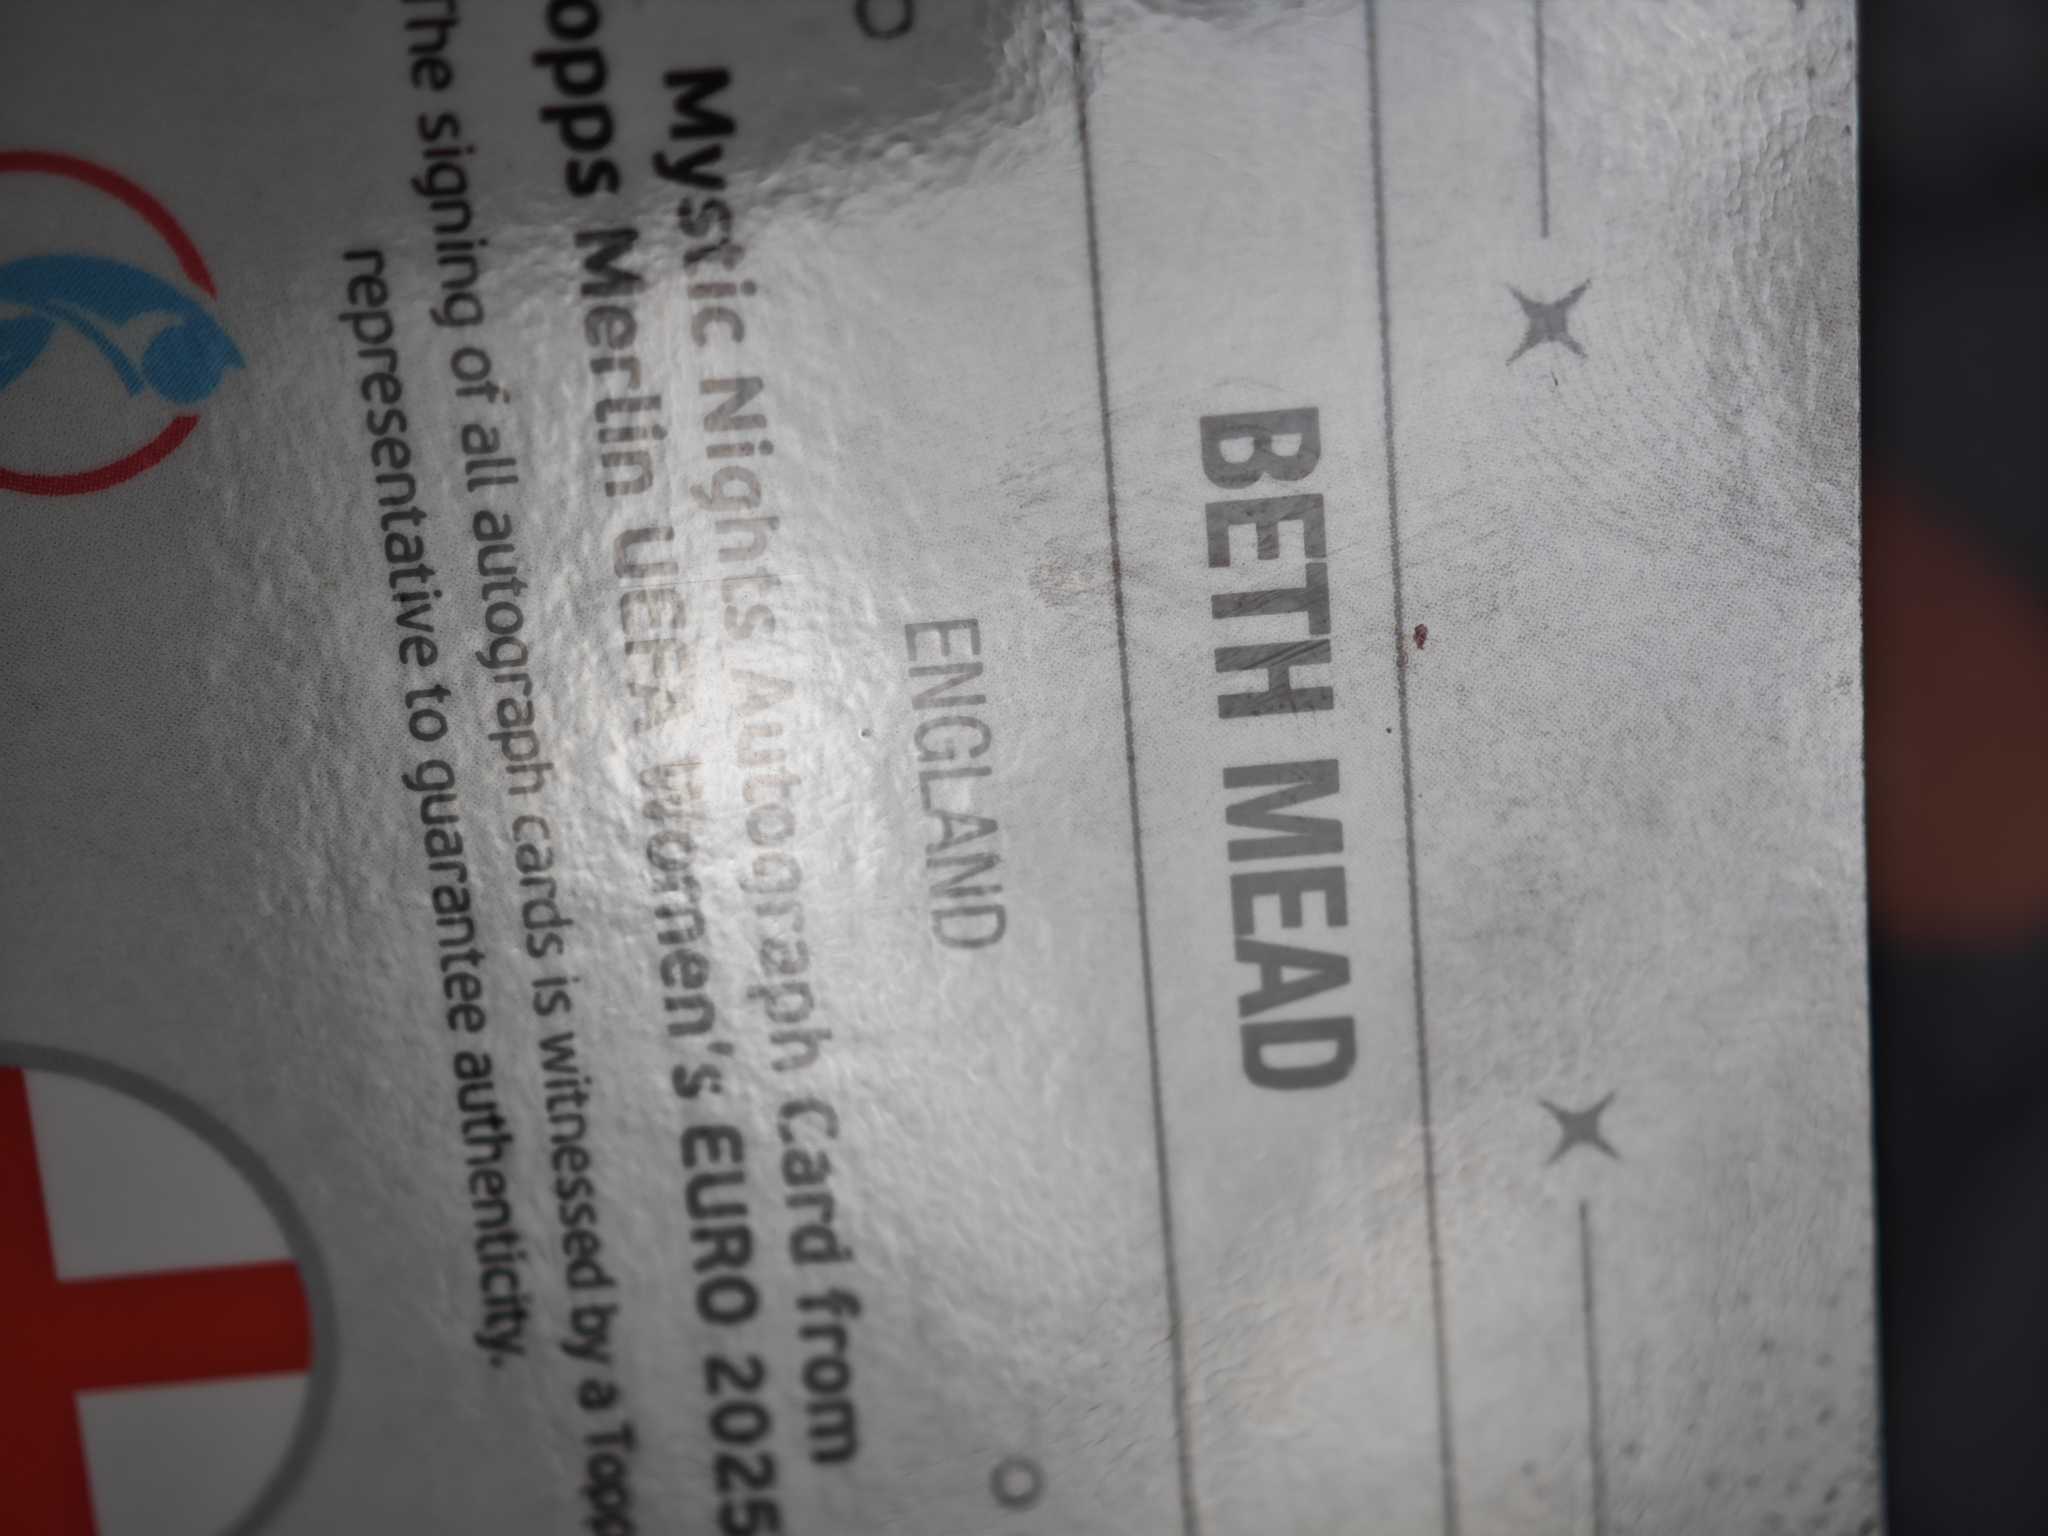 BETH MEAD
ENGLAND
Mystic Nights Autograph Card from
opps Merlin UEFA Women's EURO 2025
The signing of all autograph cards is witnessed by a Topp
representative to guarantee authenticity.